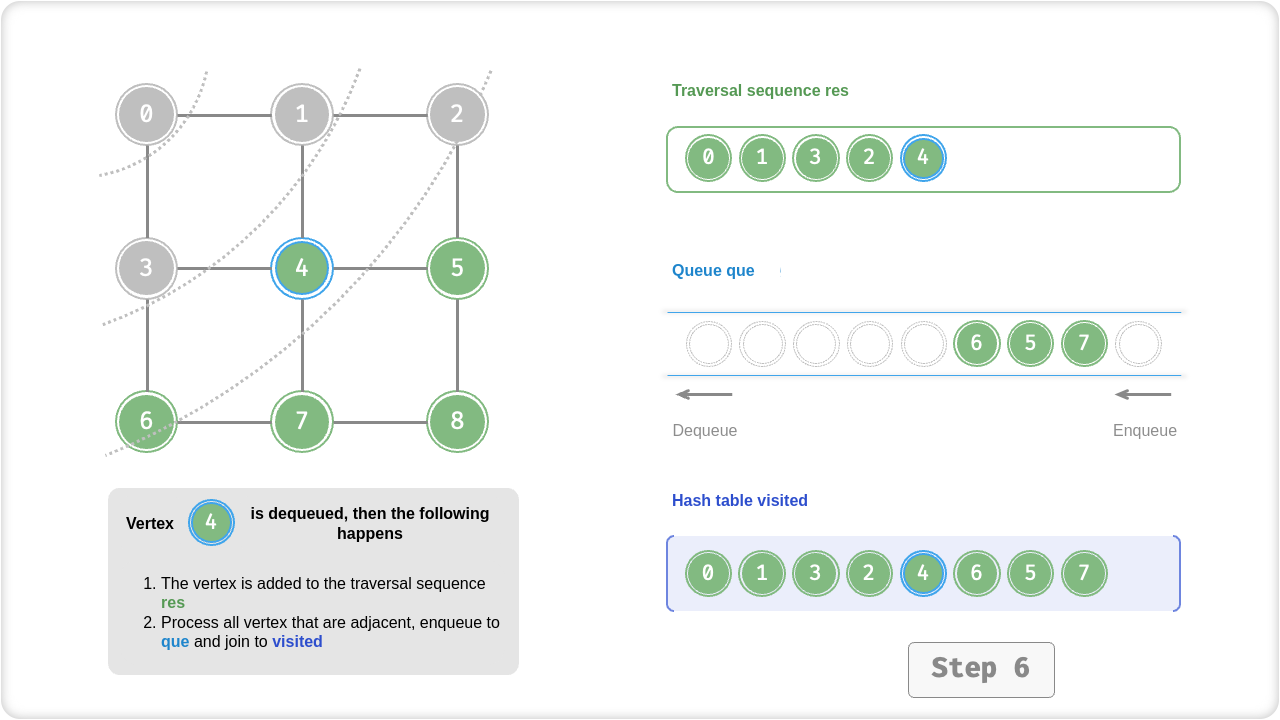 0 1 2
3 4 5
6 7 8
Vertex 4 is dequeued, then the following
happens
1. The vertex is added to the traversal sequence
res
2. Process all vertex that are adjacent, enqueue to
que and join to visited
Traversal sequence res
0 1 3 2 4
Queue que
6 5 7
Dequeue Enqueue
Hash table visited
0 1 3 2 4 6 5 7
Step 6